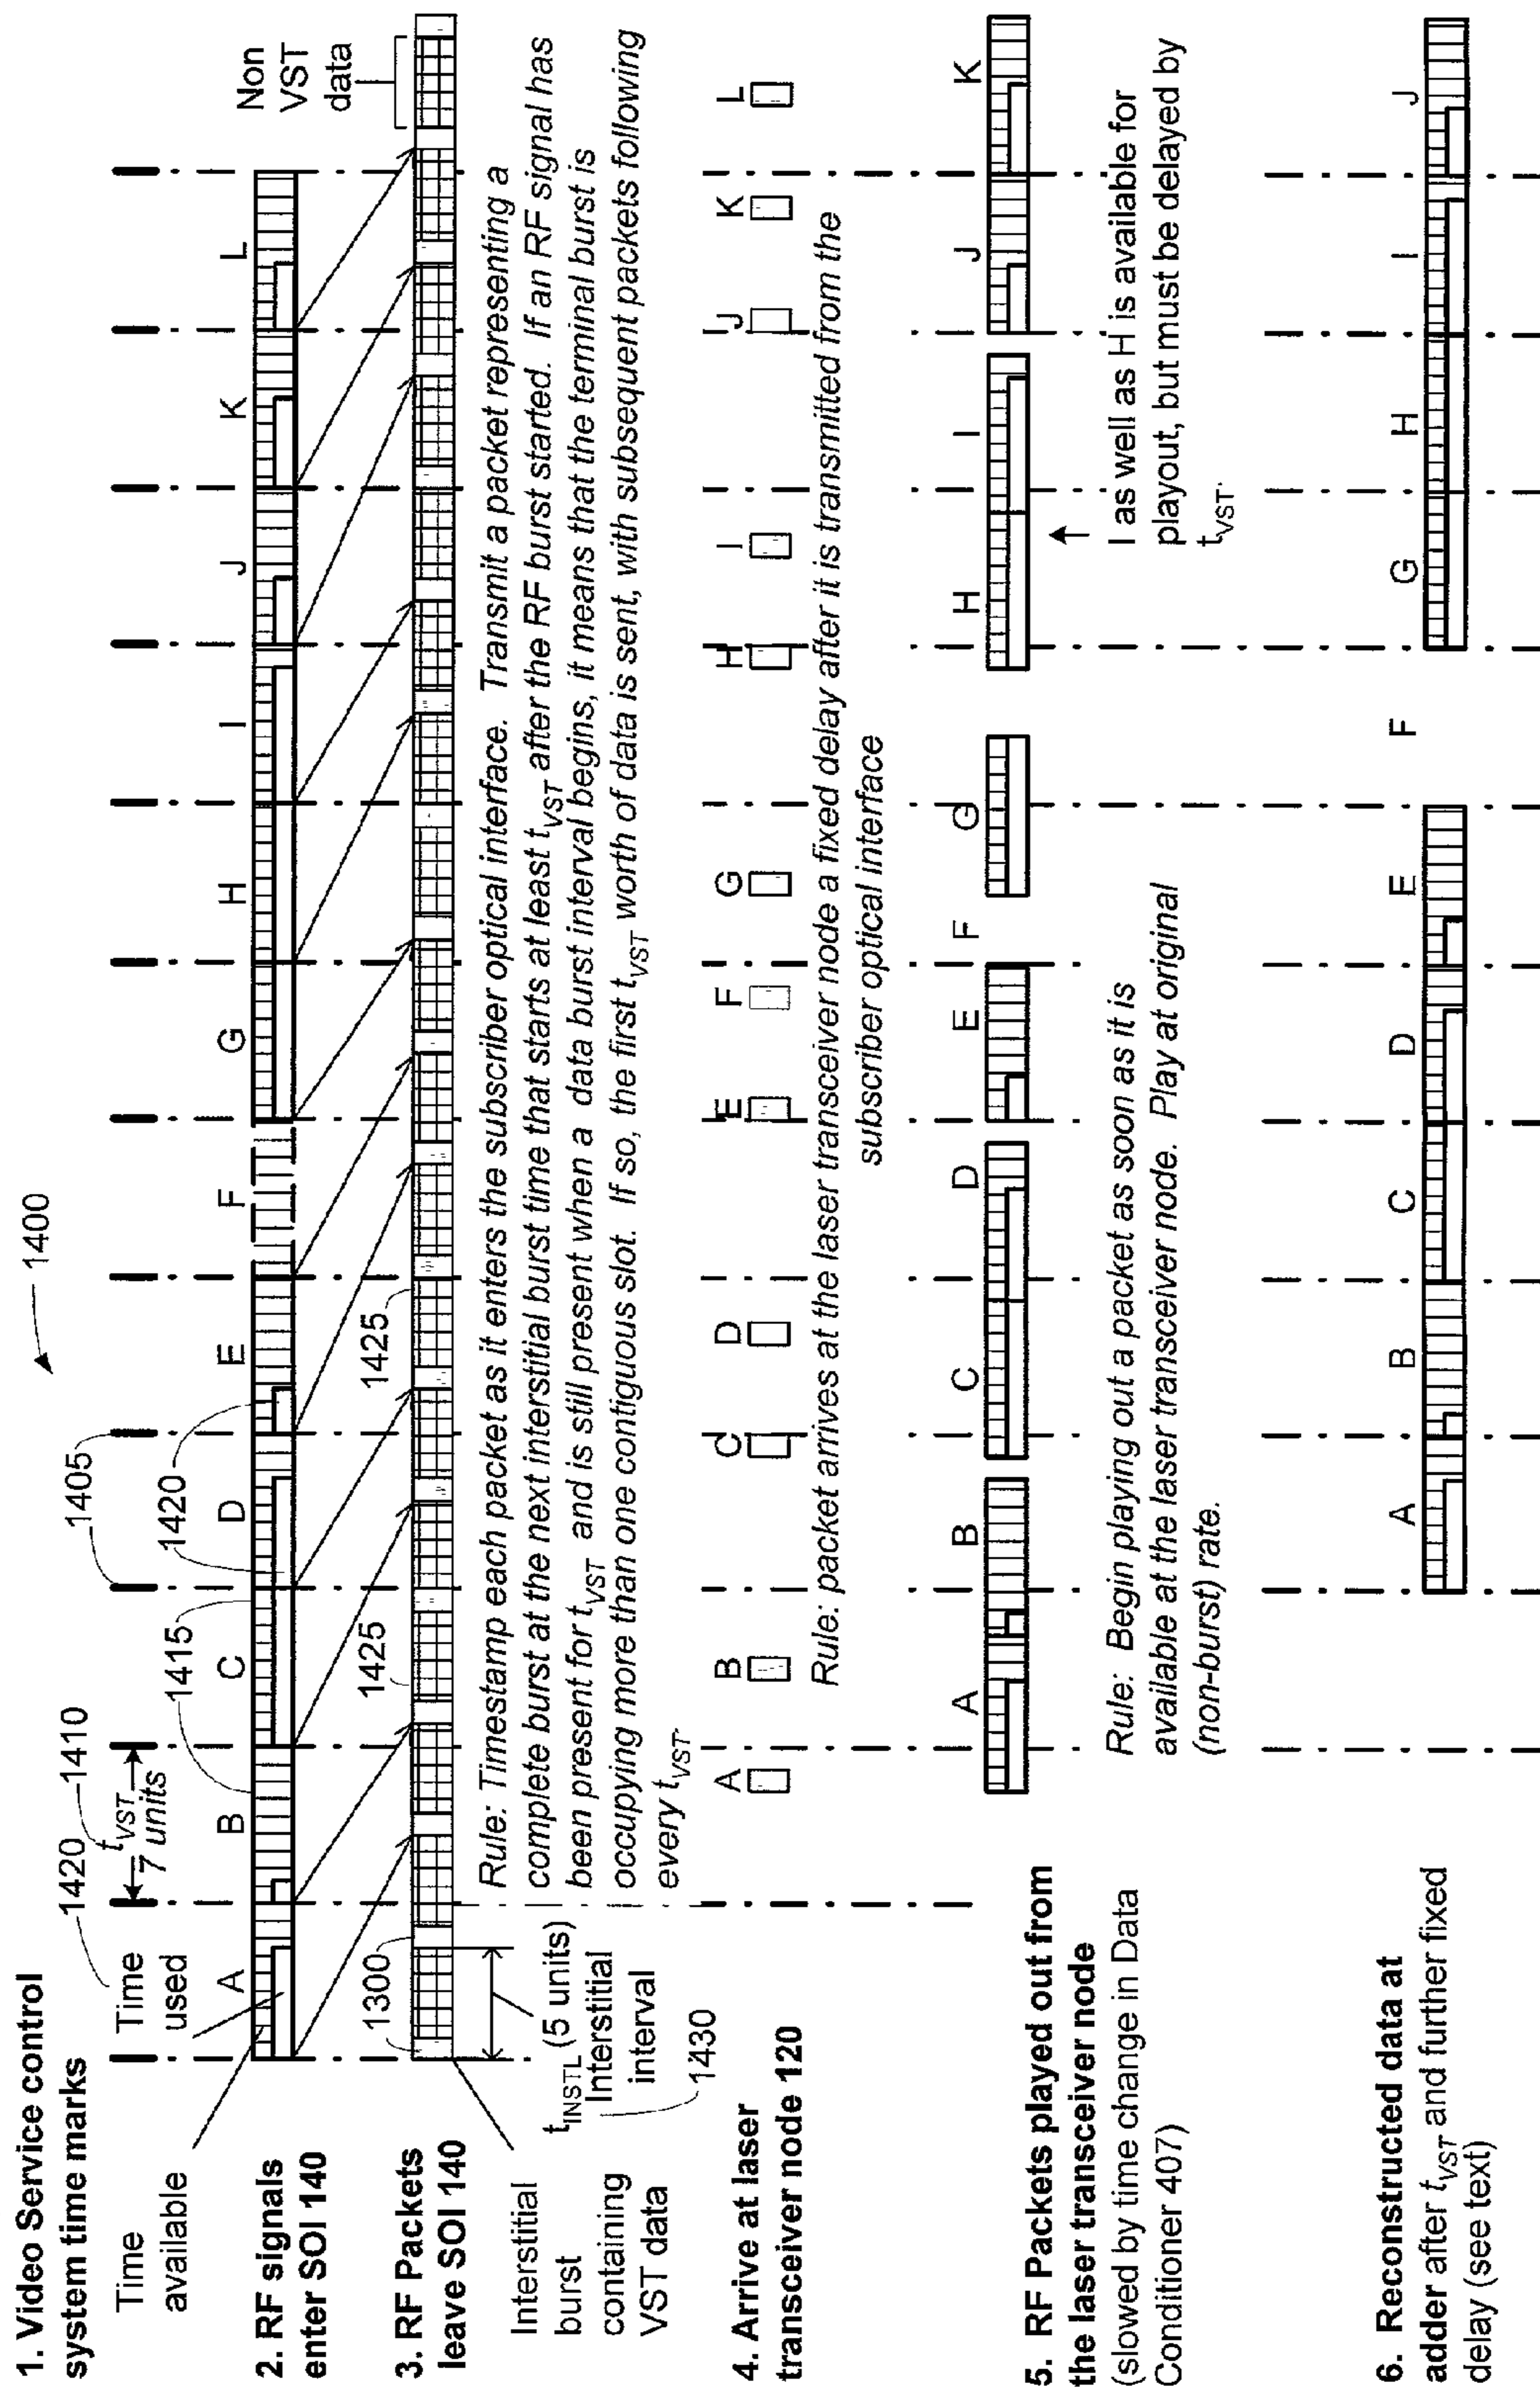 1400
1. Video Service control
system time marks
1420
t_VST
7 units
1410
1415
1420
1405
Time
available
Time
used
2. RF signals
enter SOI 140
A B C D E F G H I J K L
Non
VST
data
3. RF Packets
leave SOI 140
1300
1425
1425
Interstitial
burst
containing
VST data
t_INSTL (5 units)
Interstitial
interval
1430
Rule: Timestamp each packet as it enters the subscriber optical interface. Transmit a packet representing a
complete burst at the next interstitial burst time that starts at least t_VST after the RF burst started. If an RF signal has
been present for t_VST and is still present when a data burst interval begins, it means that the terminal burst is
occupying more than one contiguous slot. If so, the first t_VST worth of data is sent, with subsequent packets following
every t_VST.
4. Arrive at laser
transceiver node 120
A B C D E F G H I J K L
Rule: packet arrives at the laser transceiver node a fixed delay after it is transmitted from the
subscriber optical interface
5. RF Packets played out from
the laser transceiver node
(slowed by time change in Data
Conditioner 407)
A B C D E F G H I J K
Rule: Begin playing out a packet as soon as it is
available at the laser transceiver node. Play at original
(non-burst) rate.
I as well as H is available for
playout, but must be delayed by
t_VST.
6. Reconstructed data at
adder after t_VST and further fixed
delay (see text)
A B C D E F G H I J